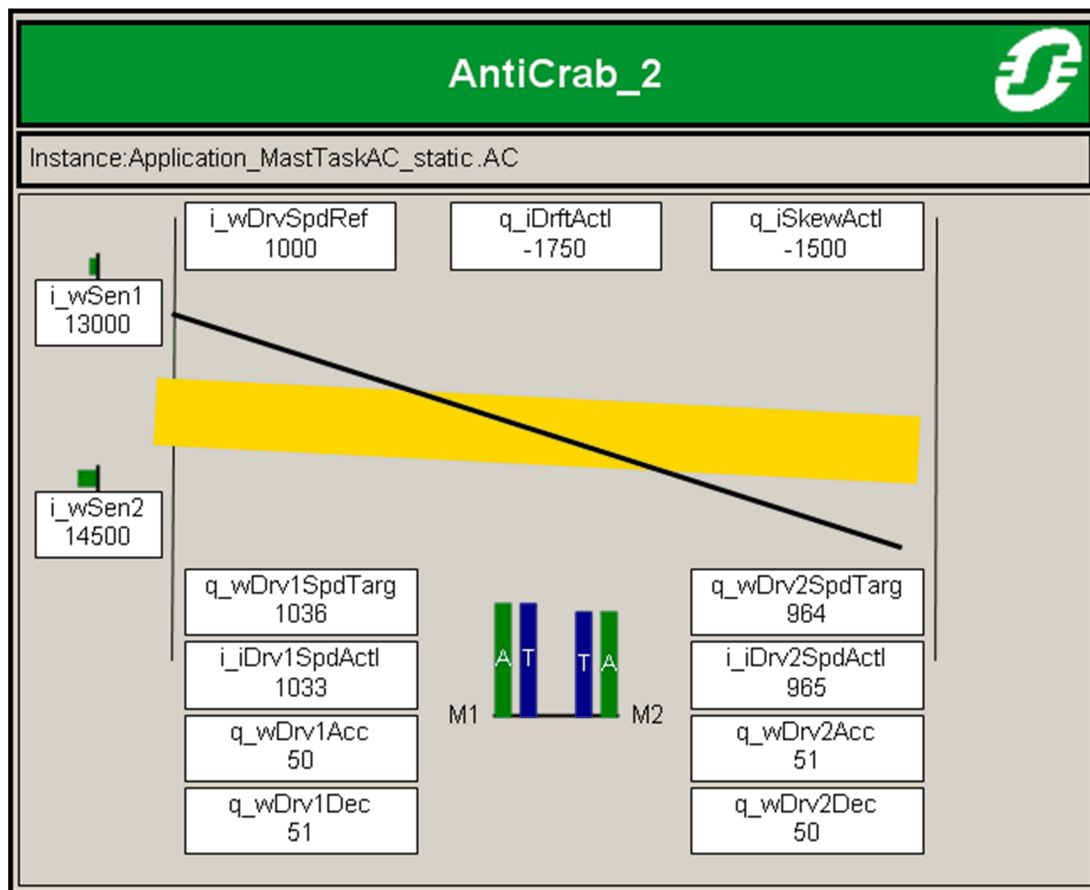 AntiCrab_2
Instance:Application_MastTaskAC_static.AC
i_wDrvSpdRef
1000
q_iDrftActl
-1750
q_iSkewActl
-1500
i_wSen1
13000
i_wSen2
14500
q_wDrv1SpdTarg
1036
q_wDrv2SpdTarg
964
i_iDrv1SpdActl
1033
i_iDrv2SpdActl
965
A T T A
M1 M2
q_wDrv1Acc
50
q_wDrv2Acc
51
q_wDrv1Dec
51
q_wDrv2Dec
50